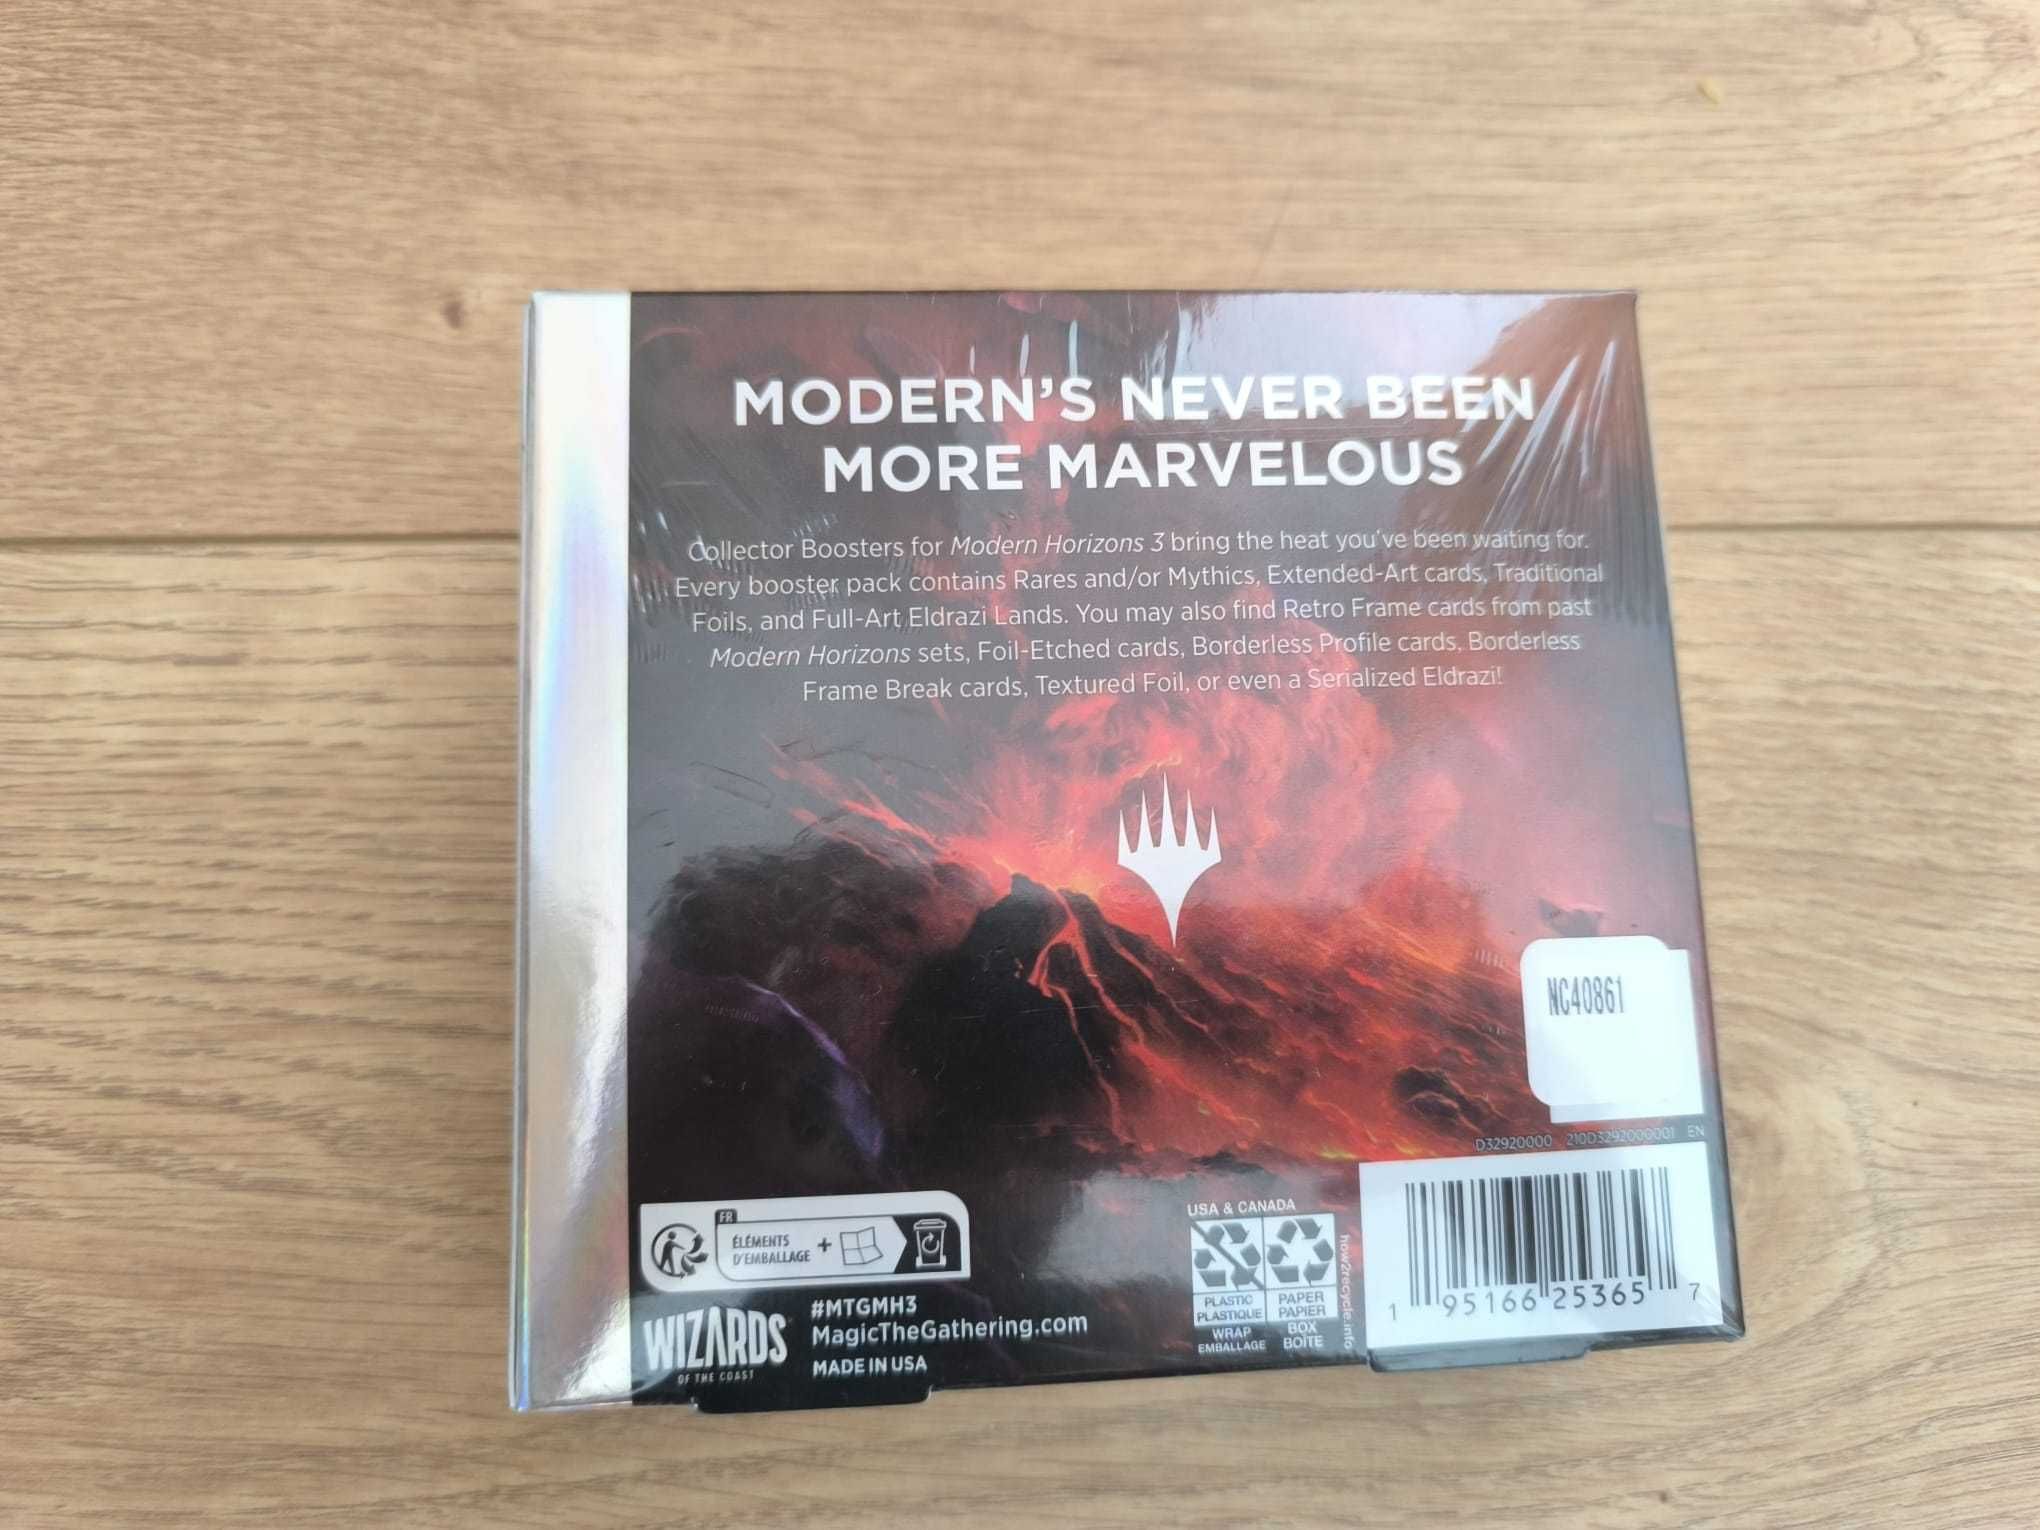 MODERN'S NEVER BEEN
MORE MARVELOUS
Collector Boosters for Modern Horizons 3 bring the heat you've been waiting for.
Every booster pack contains Rares and/or Mythics, Extended-Art cards, Traditional
Foils, and Full-Art Eldrazi Lands. You may also find Retro Frame cards from past
Modern Horizons sets, Foil-Etched cards, Borderless Profile cards, Borderless
Frame Break cards, Textured Foil, or even a Serialized Eldrazi!
NG40861
D32920000 210D3292000001 EN
FR
ÉLÉMENTS
D'EMBALLAGE +
USA & CANADA
PLASTIC
PLASTIQUE
WRAP
EMBALLAGE
PAPER
PAPIER
BOX
BOÎTE
how2recycle.info
1 95166 25365 7
WIZARDS
OF THE COAST
#MTGMH3
MagicTheGathering.com
MADE IN USA